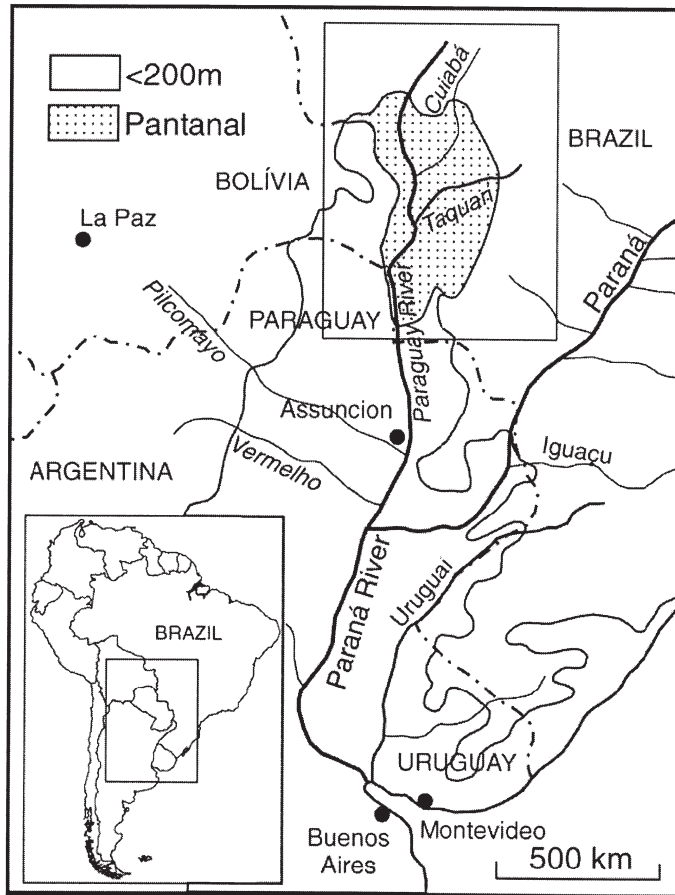 <200m
Pantanal
Cuiabá
BRAZIL
BOLÍVIA
La Paz
Taquari
Paraná
Pilcomayo
PARAGUAY
Paraguay River
Assuncion
Iguaçu
Vermelho
ARGENTINA
Uruguai
Paraná River
BRAZIL
URUGUAY
Montevideo
Buenos
Aires
500 km